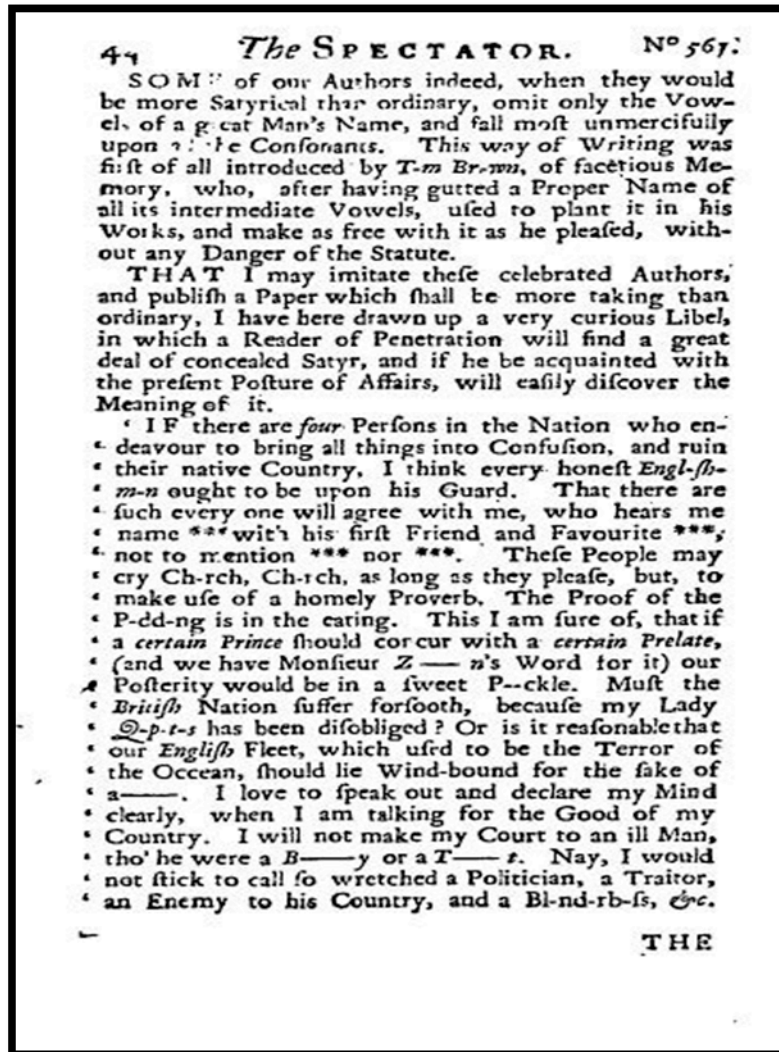 44 The SPECTATOR. Nº 567.
SOME of our Authors indeed, when they would
be more Satyrical than ordinary, omit only the Vow-
els of a great Man's Name, and fall moſt unmercifully
upon the Conſonants. This way of Writing was
firſt of all introduced by T-m Br-wn, of facetious Me-
mory, who, after having gutted a Proper Name of
all its intermediate Vowels, uſed to plant it in his
Works, and make as free with it as he pleaſed, with-
out any Danger of the Statute.
THAT I may imitate theſe celebrated Authors,
and publiſh a Paper which ſhall be more taking than
ordinary, I have here drawn up a very curious Libel,
in which a Reader of Penetration will find a great
deal of concealed Satyr, and if he be acquainted with
the preſent Poſture of Affairs, will eaſily diſcover the
Meaning of it.
‘ IF there are four Perſons in the Nation who en-
‘ deavour to bring all things into Confuſion, and ruin
‘ their native Country, I think every honeſt Engl-ſh-
‘ m-n ought to be upon his Guard. That there are
‘ ſuch every one will agree with me, who hears me
‘ name *** with his firſt Friend and Favourite ***,
‘ not to mention *** nor ***. Theſe People may
‘ cry Ch-rch, Ch-rch, as long as they pleaſe, but, to
‘ make uſe of a homely Proverb, The Proof of the
‘ P-dd-ng is in the eating. This I am ſure of, that if
‘ a certain Prince ſhould concur with a certain Prelate,
‘ (and we have Monſieur Z — n's Word for it) our
‘ Poſterity would be in a ſweet P--ckle. Muſt the
‘ Britiſh Nation ſuffer forſooth, becauſe my Lady
‘ Q-p-t-s has been diſobliged? Or is it reaſonable that
‘ our Engliſh Fleet, which uſed to be the Terror of
‘ the Occean, ſhould lie Wind-bound for the ſake of
‘ a——. I love to ſpeak out and declare my Mind
‘ clearly, when I am talking for the Good of my
‘ Country. I will not make my Court to an ill Man,
‘ tho' he were a B——y or a T——t. Nay, I would
‘ not ſtick to call ſo wretched a Politician, a Traitor,
‘ an Enemy to his Country, and a Bl-nd-rb-ſs, &c.
THE